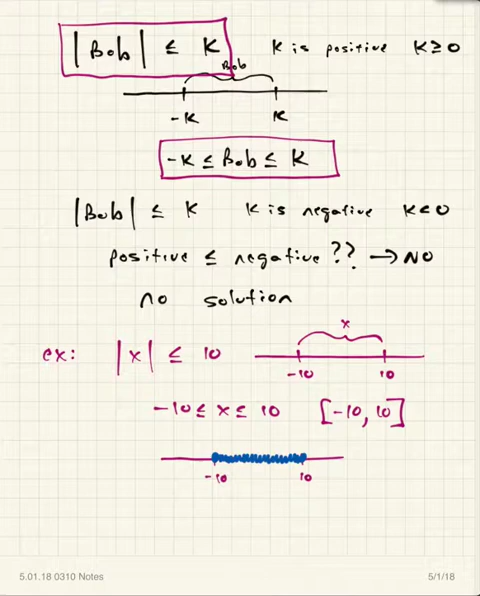 |Bob| ≤ K K is positive K≥0
Bob
-K K
-K ≤ Bob ≤ K
|Bob| ≤ K K is negative K<0
positive ≤ negative ?? → NO
no solution
ex: |x| ≤ 10
x
-10 10
-10 ≤ x ≤ 10 [-10, 10]
-10 10
5.01.18 0310 Notes 5/1/18